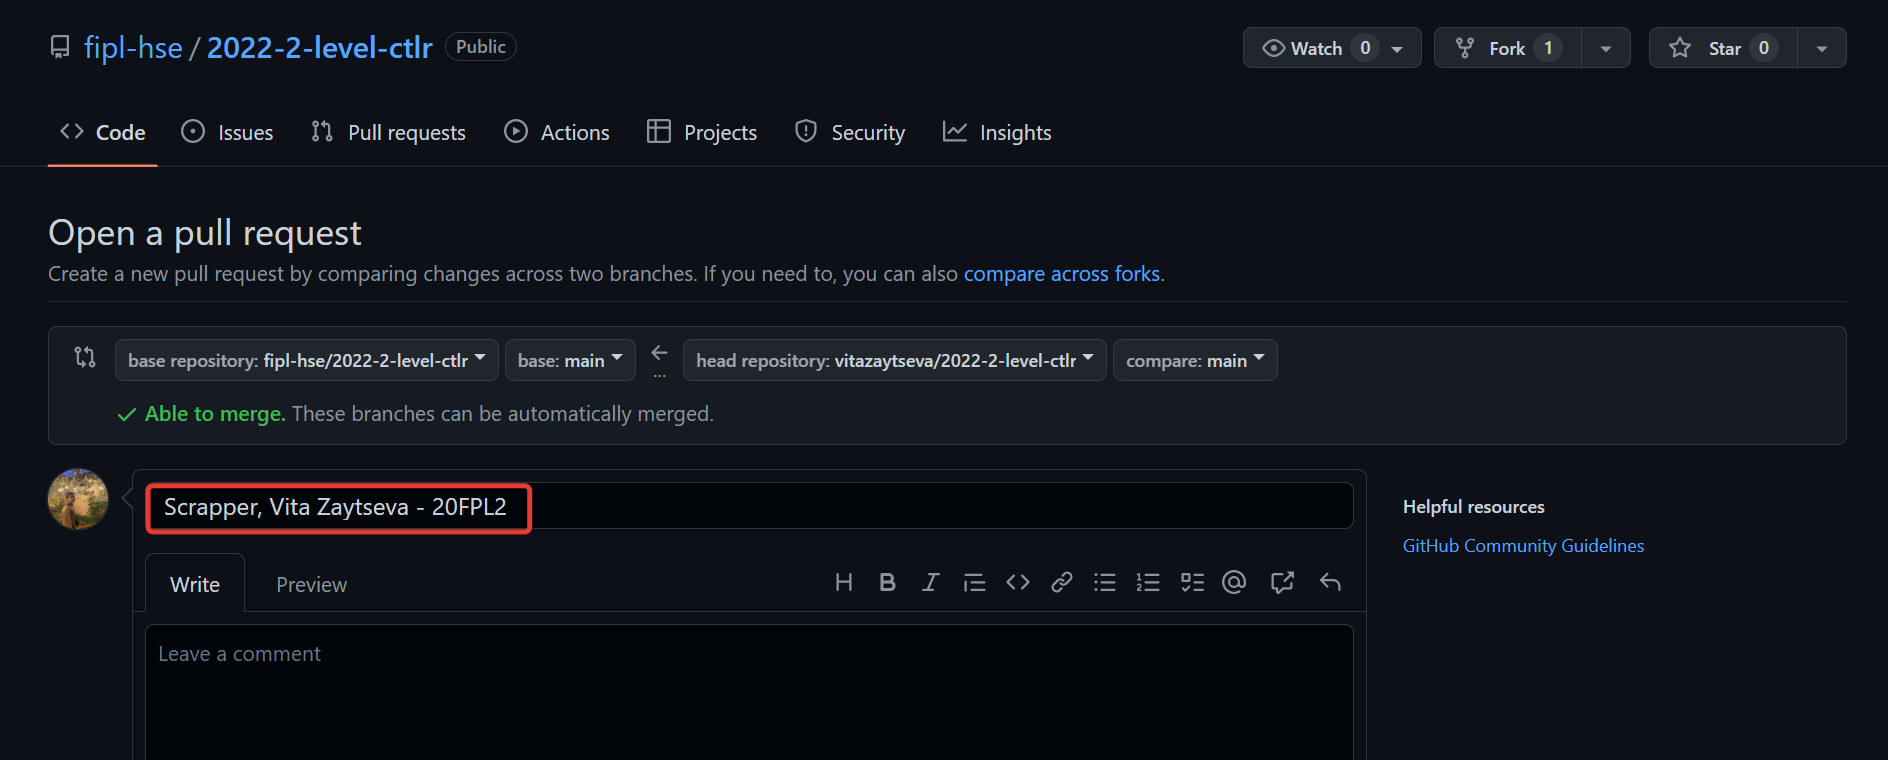 fipl-hse / 2022-2-level-ctlr Public
Watch 0 Fork 1 Star 0
Code Issues Pull requests Actions Projects Security Insights
Open a pull request
Create a new pull request by comparing changes across two branches. If you need to, you can also compare across forks.
base repository: fipl-hse/2022-2-level-ctlr base: main ... head repository: vitazaytseva/2022-2-level-ctlr compare: main
Able to merge. These branches can be automatically merged.
Scrapper, Vita Zaytseva - 20FPL2
Helpful resources
GitHub Community Guidelines
Write Preview
Leave a comment